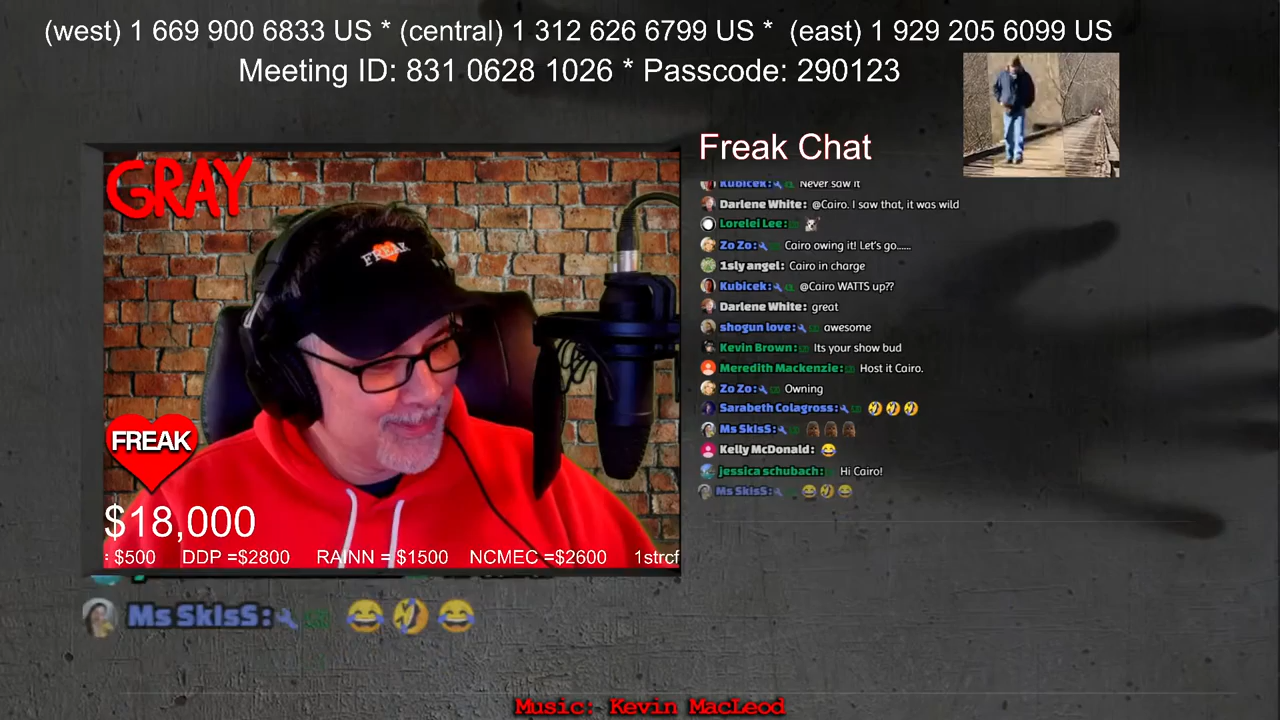 (west) 1 669 900 6833 US * (central) 1 312 626 6799 US * (east) 1 929 205 6099 US
Meeting ID: 831 0628 1026 * Passcode: 290123
GRAY
FREAK
FREAK
$18,000
: $500 DDP =$2800 RAINN = $1500 NCMEC =$2600 1strcf
Freak Chat
Kubicek: Never saw it
Darlene White: @Cairo. I saw that, it was wild
Lorelei Lee:
Zo Zo: Cairo owing it! Let's go......
1sly angel: Cairo in charge
Kubicek: @Cairo WATTS up??
Darlene White: great
shogun love: awesome
Kevin Brown: Its your show bud
Meredith Mackenzie: Host it Cairo.
Zo Zo: Owning
Sarabeth Colagross: 🤣 🤣 🤣
Ms SkIsS:
Kelly McDonald: 😂
jessica schubach: Hi Cairo!
Ms SkIsS: 😂 🤣 😂
Ms SkIsS: 😂 🤣 😂
Music: Kevin MacLeod